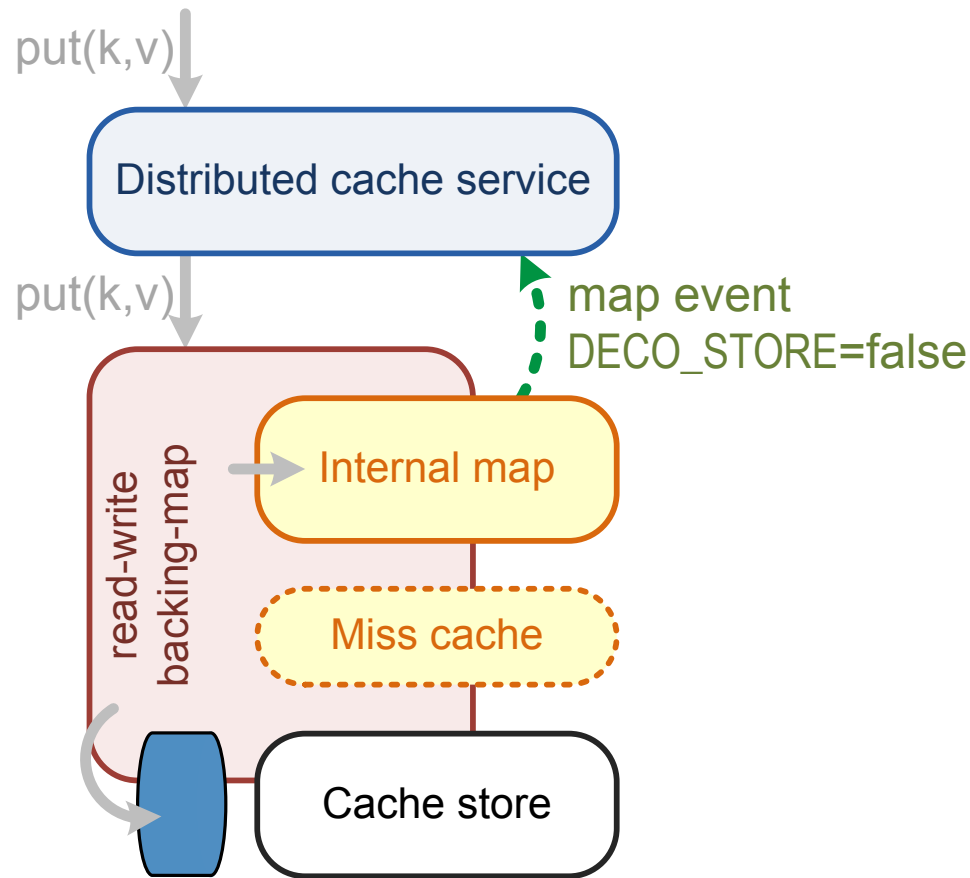 put(k,v)
Distributed cache service
put(k,v)
map event
DECO_STORE=false
read-write
backing-map
Internal map
Miss cache
Cache store